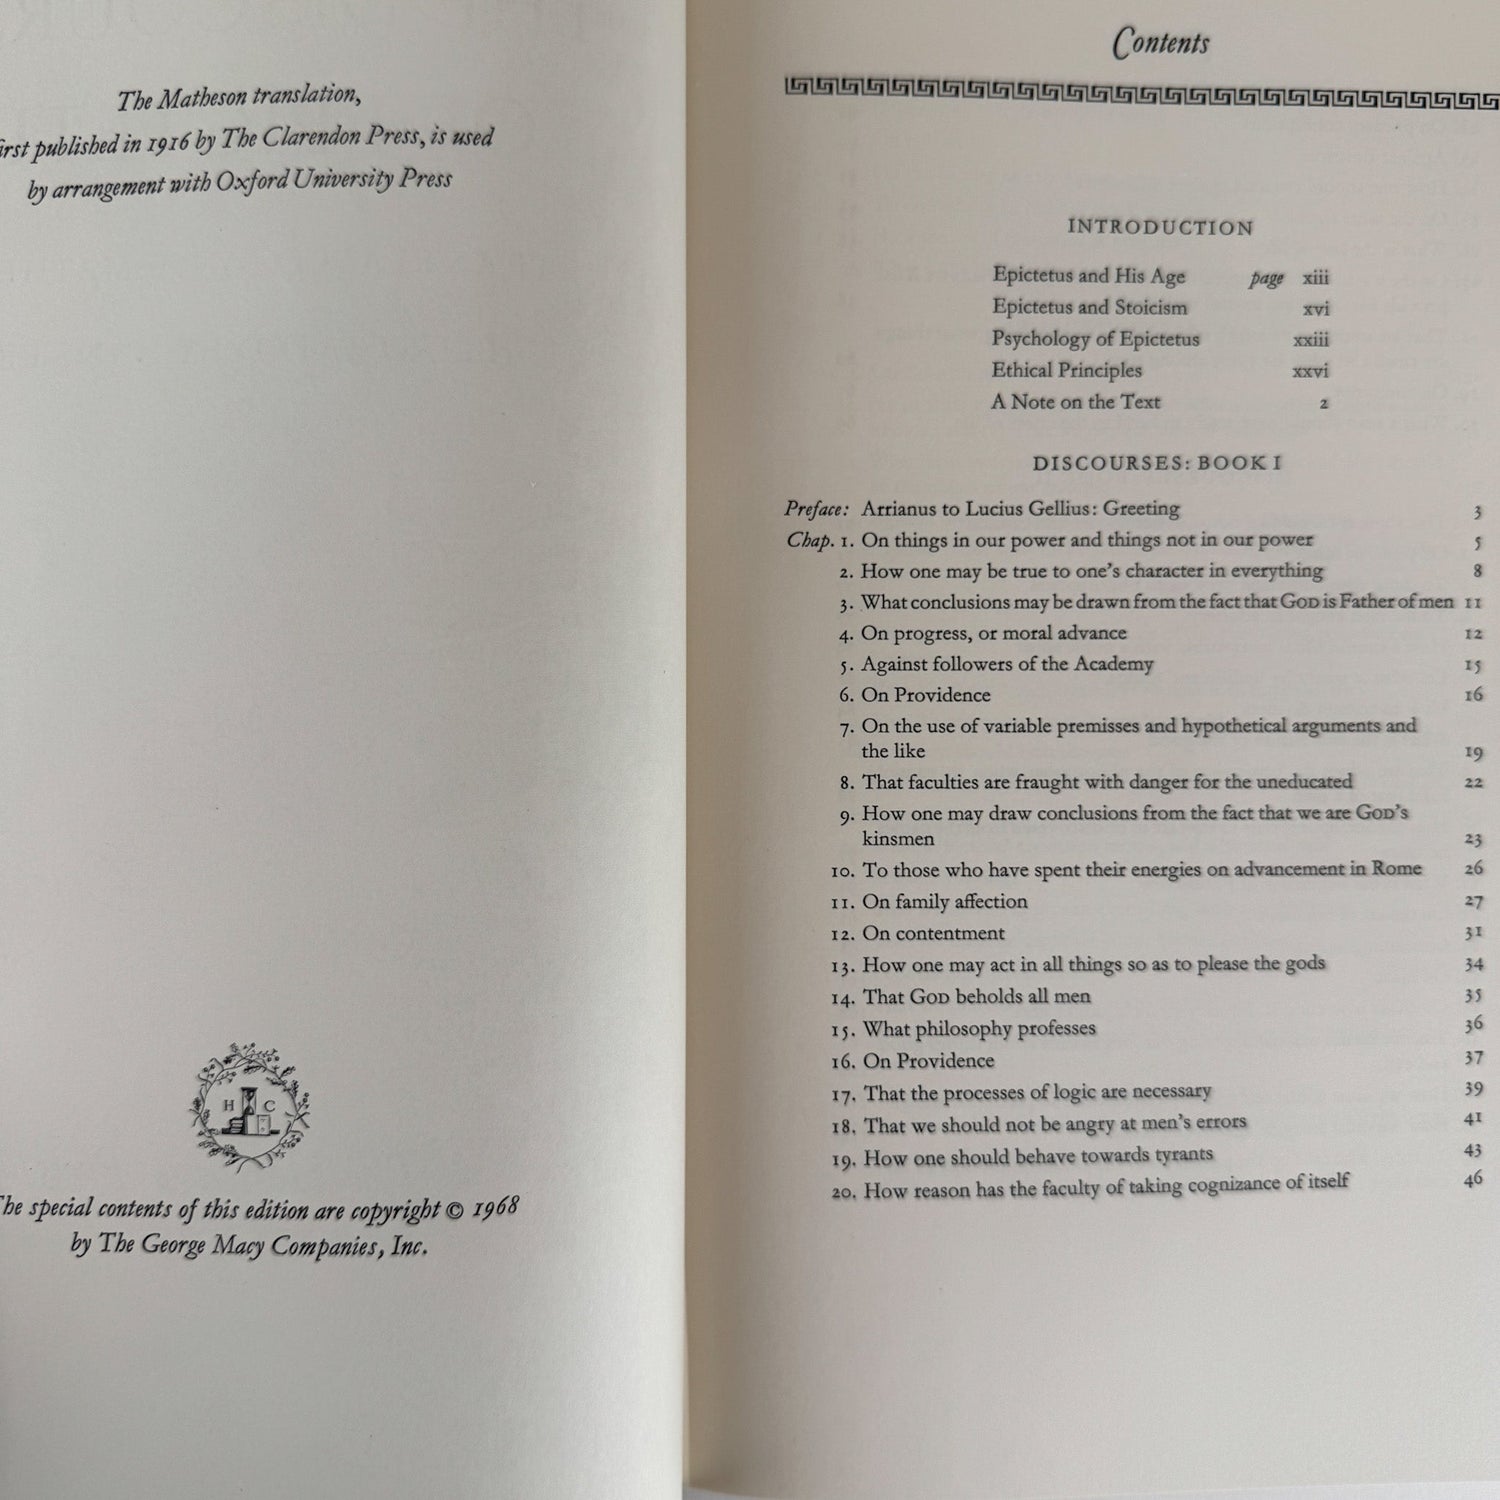 The Matheson translation,
first published in 1916 by The Clarendon Press, is used
by arrangement with Oxford University Press
H C
The special contents of this edition are copyright © 1968
by The George Macy Companies, Inc.
Contents
INTRODUCTION
Epictetus and His Age page xiii
Epictetus and Stoicism xvi
Psychology of Epictetus xxiii
Ethical Principles xxvi
A Note on the Text 2
DISCOURSES: BOOK I
Preface: Arrianus to Lucius Gellius: Greeting 3
Chap. 1. On things in our power and things not in our power 5
2. How one may be true to one's character in everything 8
3. What conclusions may be drawn from the fact that God is Father of men 11
4. On progress, or moral advance 12
5. Against followers of the Academy 15
6. On Providence 16
7. On the use of variable premisses and hypothetical arguments and
the like 19
8. That faculties are fraught with danger for the uneducated 22
9. How one may draw conclusions from the fact that we are God's
kinsmen 23
10. To those who have spent their energies on advancement in Rome 26
11. On family affection 27
12. On contentment 31
13. How one may act in all things so as to please the gods 34
14. That God beholds all men 35
15. What philosophy professes 36
16. On Providence 37
17. That the processes of logic are necessary 39
18. That we should not be angry at men's errors 41
19. How one should behave towards tyrants 43
20. How reason has the faculty of taking cognizance of itself 46